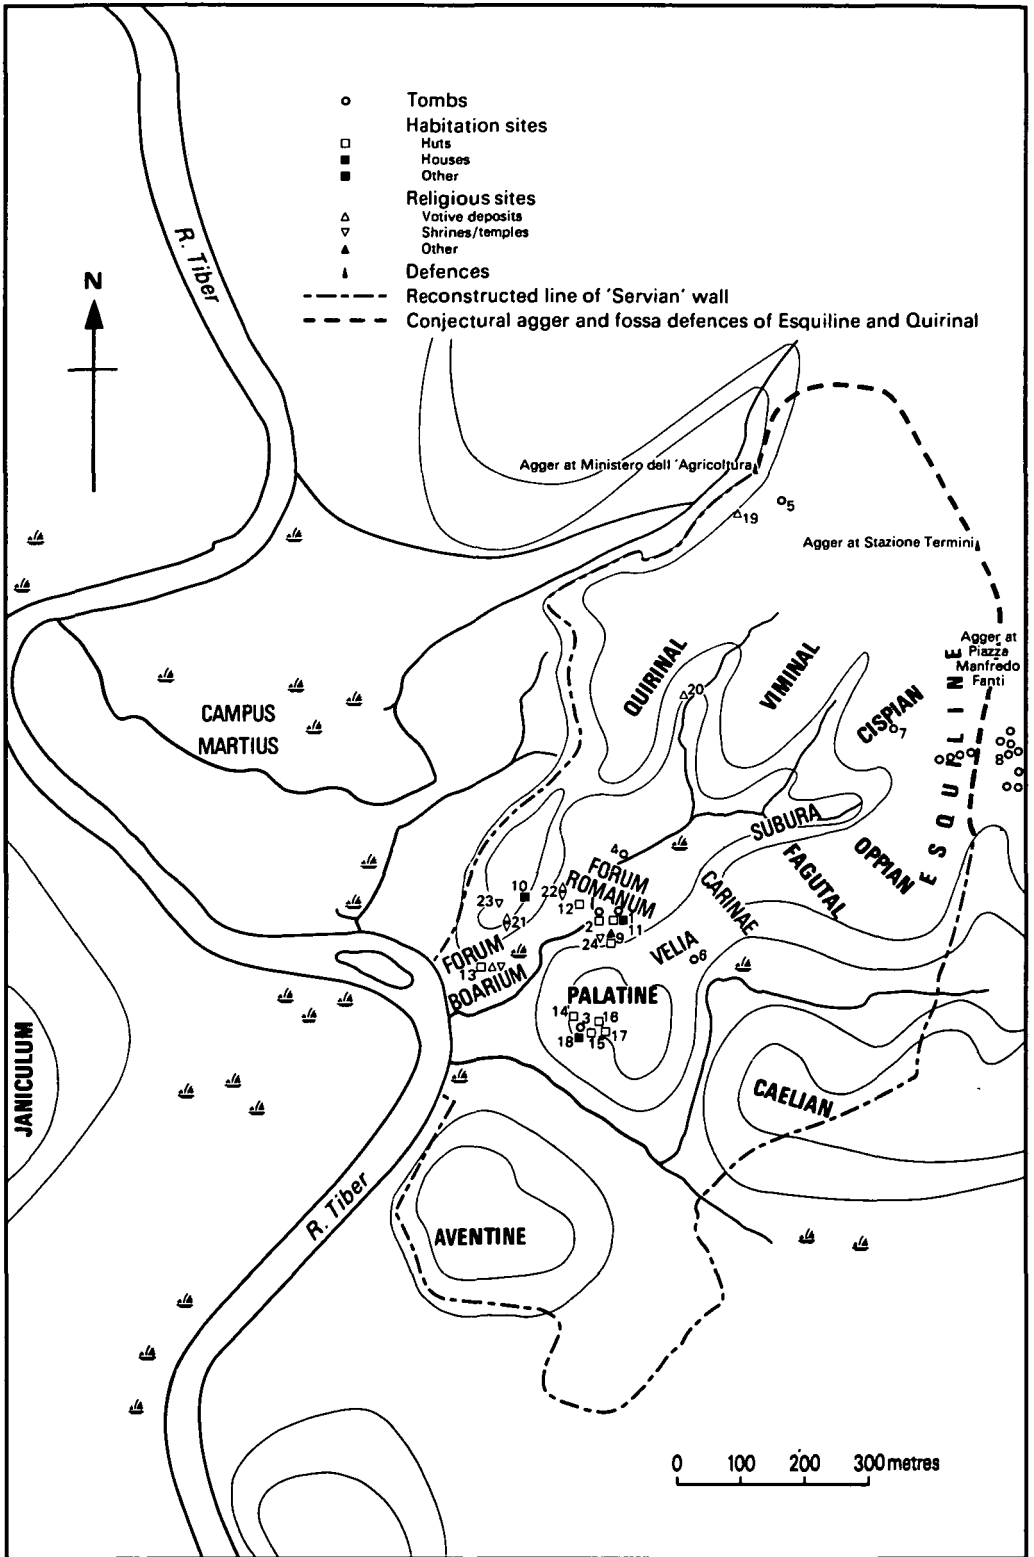 Tombs
Habitation sites
Huts
Houses
Other
Religious sites
Votive deposits
Shrines/temples
Other
Defences
Reconstructed line of 'Servian' wall
Conjectural agger and fossa defences of Esquiline and Quirinal
N
R. Tiber
Agger at Ministero dell 'Agricoltura
5
19
Agger at Stazione Termini
Agger at
Piazza
Manfredo
Fanti
QUIRINAL
VIMINAL
CISPIAN
ESQUILINE
20
7
8
CAMPUS
MARTIUS
SUBURA
OPPIAN
FAGUTAL
CARINAE
4
FORUM
ROMANUM
10
22
23
12
1
1
2
11
21
9
24
VELIA
6
FORUM
BOARIUM
13
PALATINE
14
3
16
15
17
18
JANICULUM
CAELIAN
R. Tiber
AVENTINE
0 100 200 300 metres